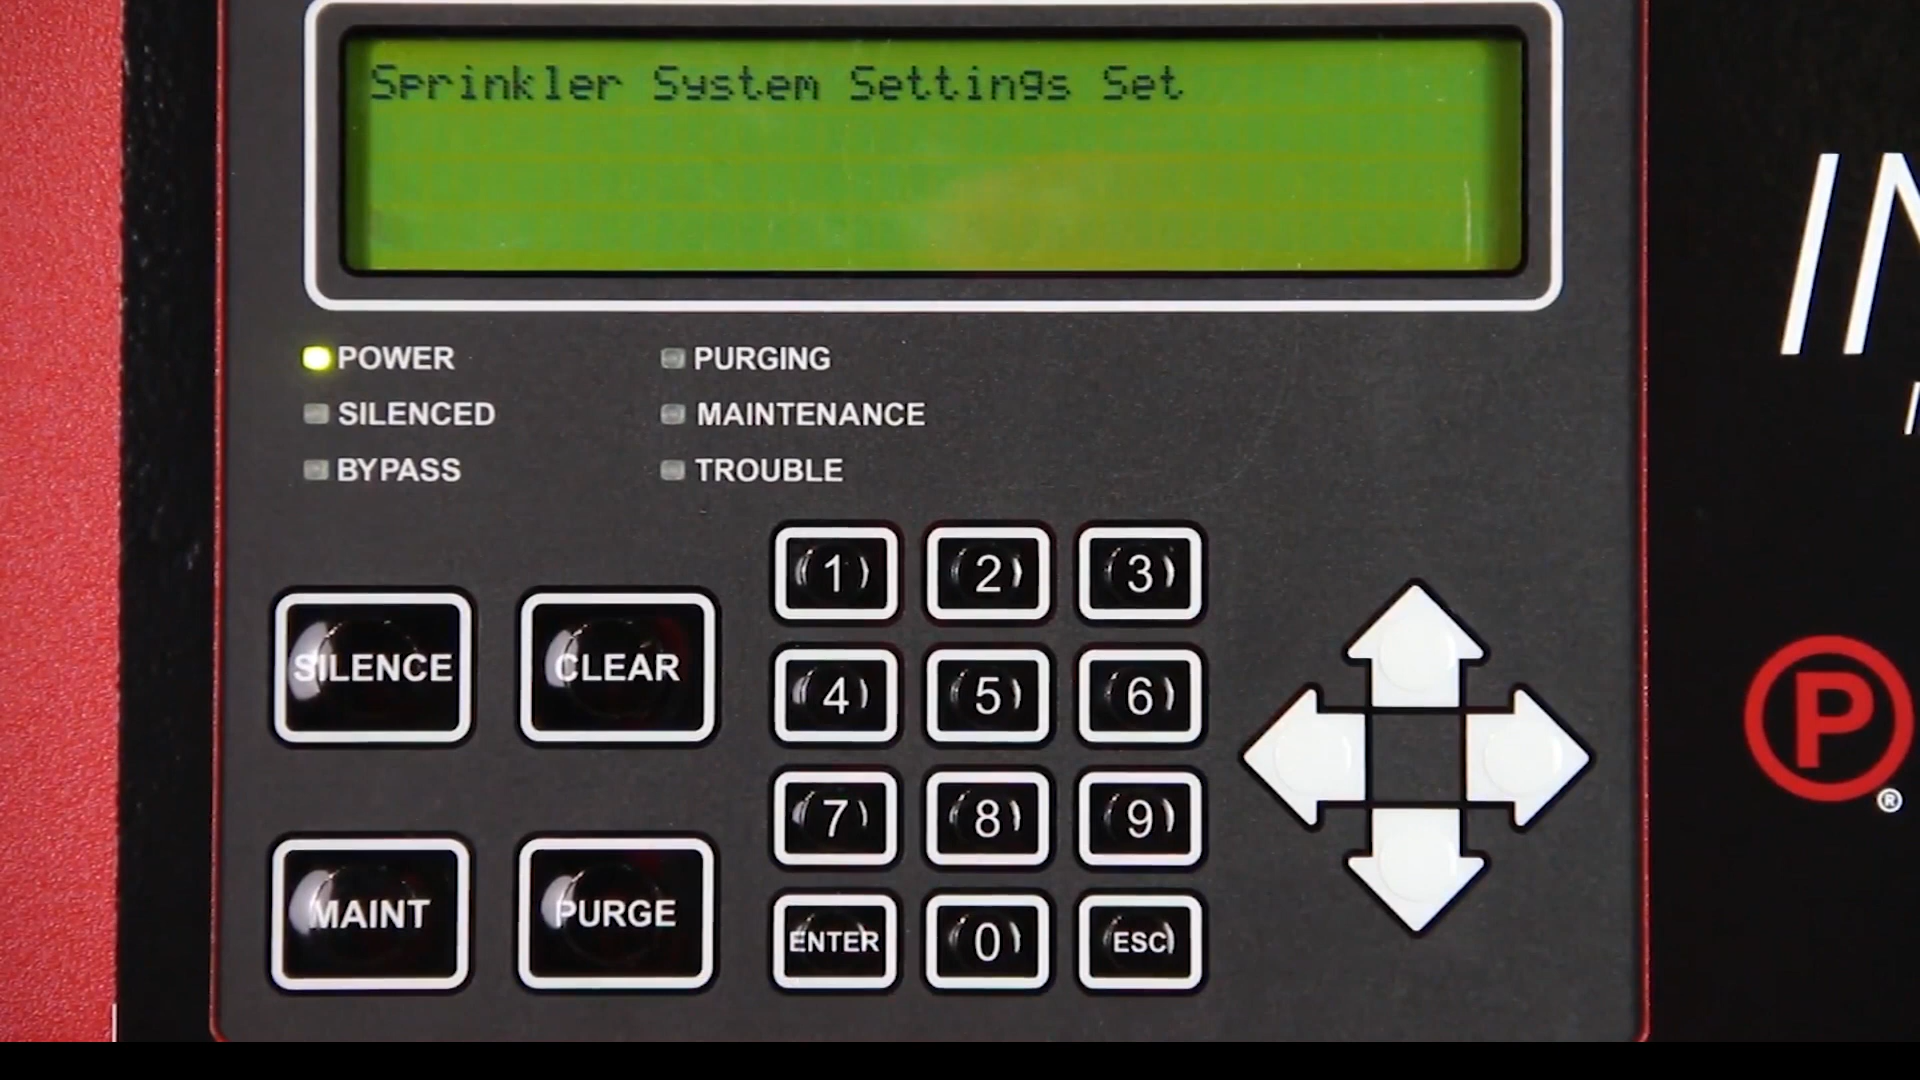 Sprinkler System Settings Set
POWER
PURGING
SILENCED
MAINTENANCE
BYPASS
TROUBLE
1 2 3
SILENCE CLEAR
4 5 6
7 8 9
MAINT PURGE
ENTER 0 ESC
P
®